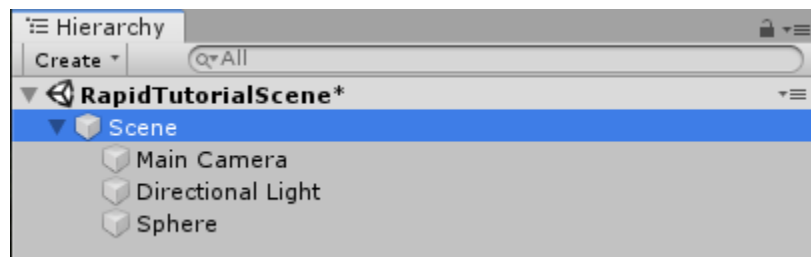 Hierarchy
Create All
RapidTutorialScene*
Scene
Main Camera
Directional Light
Sphere